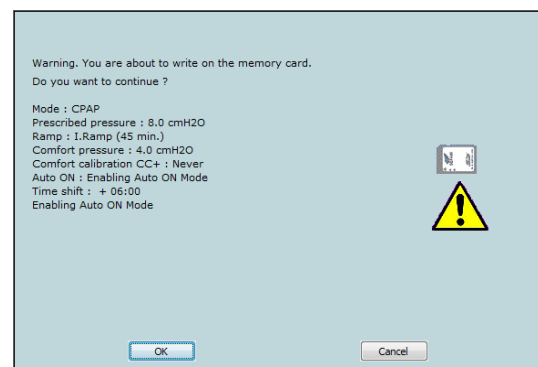 Warning. You are about to write on the memory card.
Do you want to continue ?
Mode : CPAP
Prescribed pressure : 8.0 cmH2O
Ramp : I.Ramp (45 min.)
Comfort pressure : 4.0 cmH2O
Comfort calibration CC+ : Never
Auto ON : Enabling Auto ON Mode
Time shift : + 06:00
Enabling Auto ON Mode
OK
Cancel